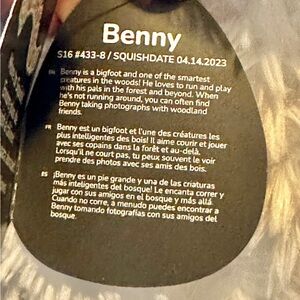 Benny
S16 #433-8 / SQUISHDATE 04.14.2023
EN Benny is a bigfoot and one of the smartest
creatures in the woods! He loves to run and play
with his pals in the forest and beyond. When
he's not running around, you can often find
Benny taking photographs with woodland
friends.
FR Benny est un bigfoot et l'une des créatures les
plus intelligentes des bois! Il aime courir et jouer
avec ses copains dans la forêt et au-delà.
Lorsqu'il ne court pas, tu peux souvent le voir
prendre des photos avec ses amis des bois.
ES ¡Benny es un pie grande y una de las criaturas
más inteligentes del bosque! Le encanta correr y
jugar con sus amigos en el bosque y más allá.
Cuando no corre, a menudo puedes encontrar a
Benny tomando fotografías con sus amigos del
bosque.